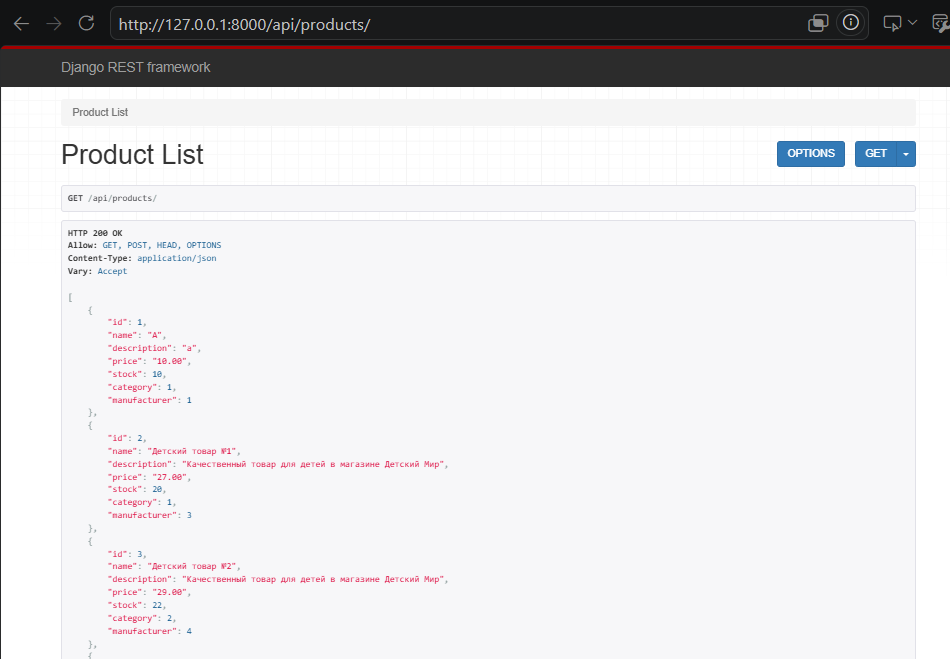 http://127.0.0.1:8000/api/products/
Django REST framework
Product List
Product List
OPTIONS
GET
GET /api/products/
HTTP 200 OK
Allow: GET, POST, HEAD, OPTIONS
Content-Type: application/json
Vary: Accept
[
{
"id": 1,
"name": "A",
"description": "a",
"price": "10.00",
"stock": 10,
"category": 1,
"manufacturer": 1
},
{
"id": 2,
"name": "Детский товар №1",
"description": "Качественный товар для детей в магазине Детский Мир",
"price": "27.00",
"stock": 20,
"category": 1,
"manufacturer": 3
},
{
"id": 3,
"name": "Детский товар №2",
"description": "Качественный товар для детей в магазине Детский Мир",
"price": "29.00",
"stock": 22,
"category": 2,
"manufacturer": 4
},
{